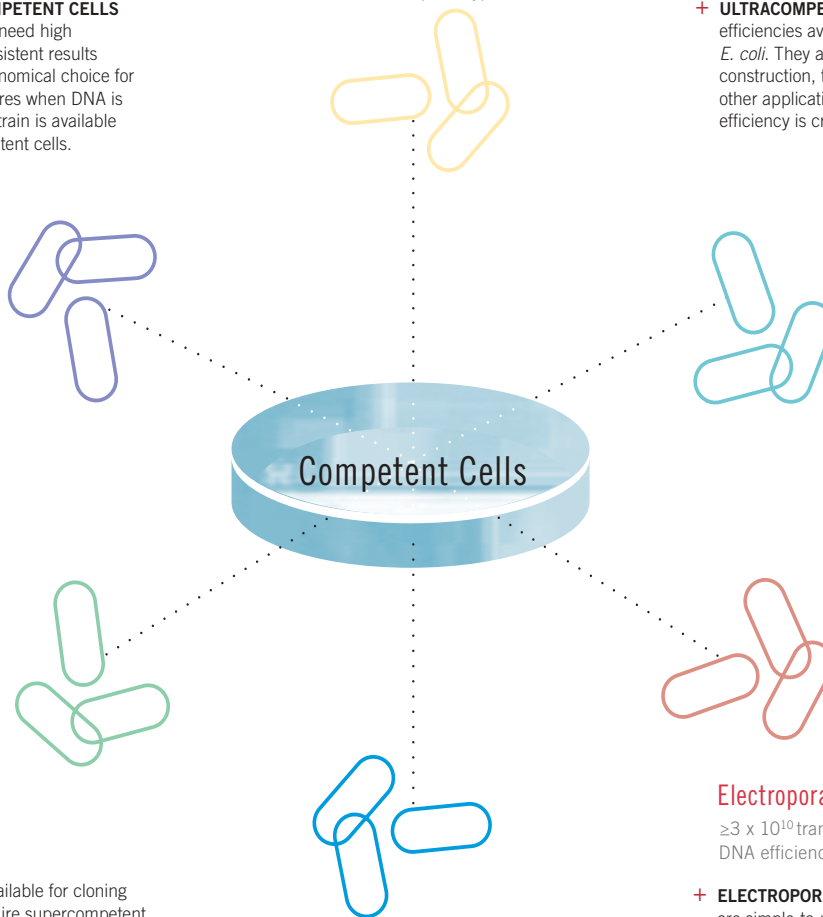 PETENT CELLS
need high
sistent results
nomical choice for
res when DNA is
train is available
tent cells.
+ ULTRACOMPE
efficiencies av
E. coli. They a
construction, t
other applicati
efficiency is cr
Competent Cells
Electropora
≥3 x 10¹⁰ tran
DNA efficienc
ailable for cloning
ire supercompetent
+ ELECTROPOR